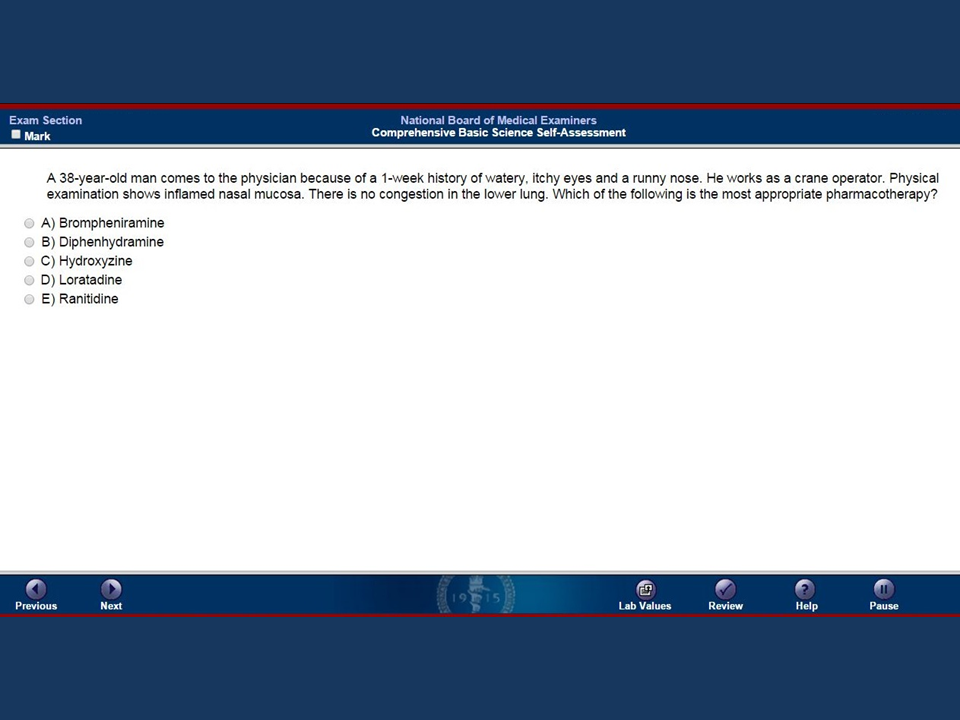 Exam Section
Mark
National Board of Medical Examiners
Comprehensive Basic Science Self-Assessment
A 38-year-old man comes to the physician because of a 1-week history of watery, itchy eyes and a runny nose. He works as a crane operator. Physical
examination shows inflamed nasal mucosa. There is no congestion in the lower lung. Which of the following is the most appropriate pharmacotherapy?
A) Brompheniramine
B) Diphenhydramine
C) Hydroxyzine
D) Loratadine
E) Ranitidine
19 15
Previous
Next
Lab Values
Review
Help
Pause